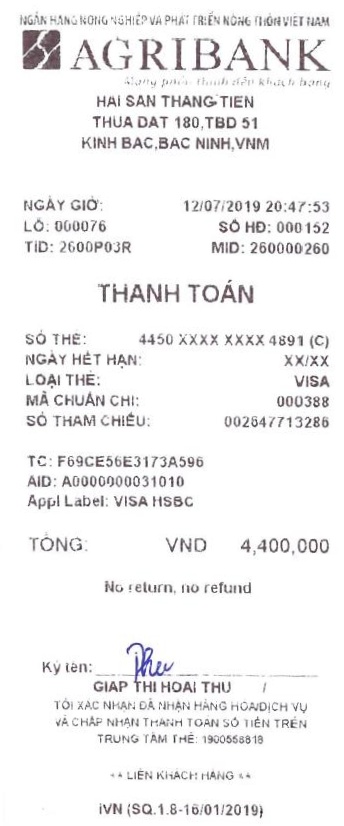 NGÂN HÀNG NÔNG NGHIỆP VÀ PHÁT TRIỂN NÔNG THÔN VIỆT NAM
AGRIBANK
Mang phồn thịnh đến khách hàng
HAI SAN THANG TIEN
THUA DAT 180,TBD 51
KINH BAC,BAC NINH,VNM
NGÀY GIỜ: 12/07/2019 20:47:53
LÔ: 000076 SỐ HĐ: 000152
TID: 2600P03R MID: 260000260
THANH TOÁN
SỐ THẺ: 4450 XXXX XXXX 4891 (C)
NGÀY HẾT HẠN: XX/XX
LOẠI THẺ: VISA
MÃ CHUẨN CHI: 000388
SỐ THAM CHIẾU: 002647713286
TC: F69CE56E3173A596
AID: A0000000031010
Appl Label: VISA HSBC
TỔNG: VND 4,400,000
No return, no refund
Ký tên: Thu
GIAP THI HOAI THU /
TÔI XÁC NHẬN ĐÃ NHẬN HÀNG HÓA/DỊCH VỤ
VÀ CHẤP NHẬN THANH TOÁN SỐ TIỀN TRÊN
TRUNG TÂM THẺ: 1900558818
** LIÊN KHÁCH HÀNG **
iVN (SQ.1.8-16/01/2019)